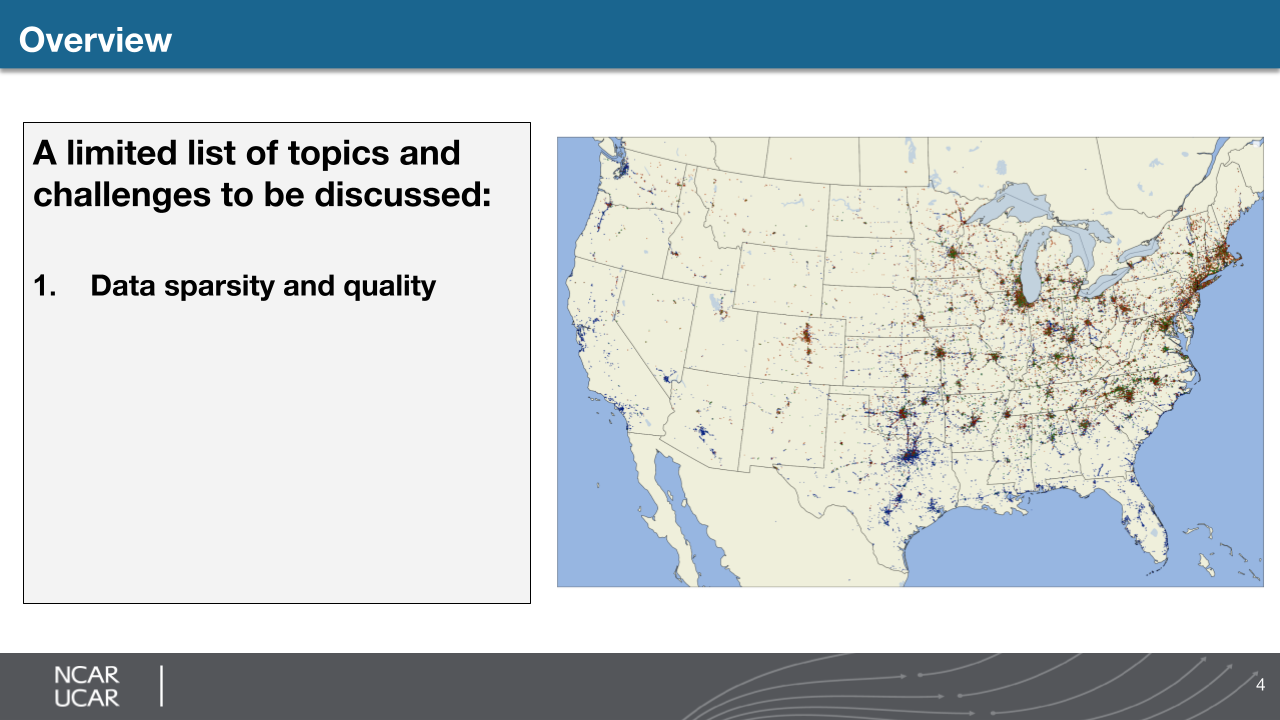 Overview
A limited list of topics and
challenges to be discussed:
1. Data sparsity and quality
NCAR
UCAR
4